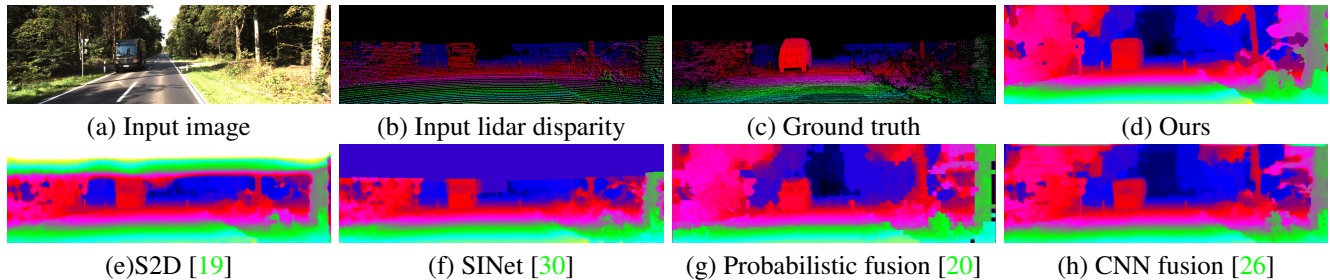 (a) Input image
(b) Input lidar disparity
(c) Ground truth
(d) Ours
(e)S2D [19]
(f) SINet [30]
(g) Probabilistic fusion [20]
(h) CNN fusion [26]